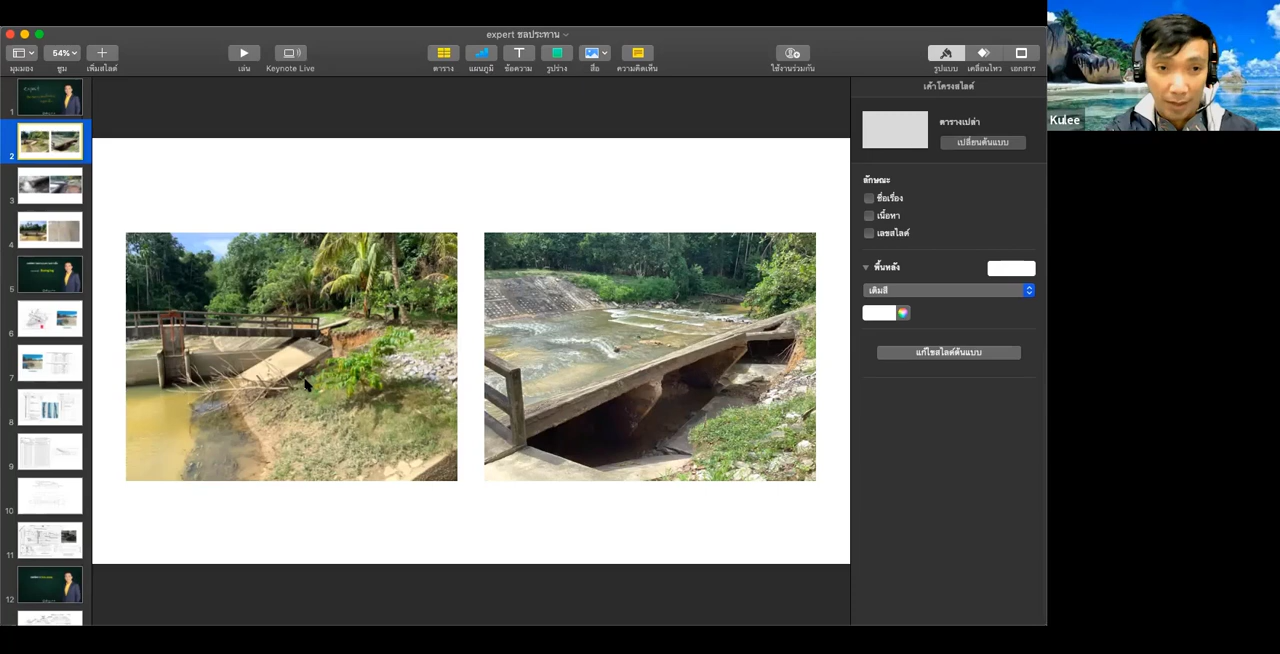 expert ชลประทาน
54%
มุมมอง
ซูม
เพิ่มสไลด์
เล่น
Keynote Live
ตาราง
แผนภูมิ
ข้อความ
รูปร่าง
สื่อ
ความคิดเห็น
ใช้งานร่วมกัน
รูปแบบ
เคลื่อนไหว
เอกสาร
เค้าโครงสไลด์
ตารางเปล่า
เปลี่ยนต้นแบบ
ลักษณะ
ชื่อเรื่อง
เนื้อหา
เลขสไลด์
พื้นหลัง
เติมสี
แก้ไขสไลด์ต้นแบบ
Kulee
1
2
3
4
5
6
7
8
9
10
11
12